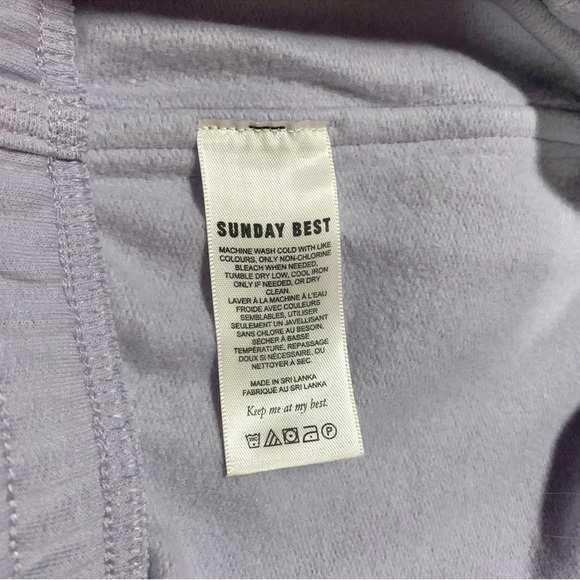 SUNDAY BEST
MACHINE WASH COLD WITH LIKE
COLOURS, ONLY NON-CHLORINE
BLEACH WHEN NEEDED,
TUMBLE DRY LOW, COOL IRON
ONLY IF NEEDED, OR DRY
CLEAN.
LAVER À LA MACHINE À L'EAU
FROIDE AVEC COULEURS
SEMBLABLES, UTILISER
SEULEMENT UN JAVELLISANT
SANS CHLORE AU BESOIN.
SÉCHER À BASSE
TEMPÉRATURE, REPASSAGE
DOUX SI NÉCESSAIRE, OU
NETTOYER À SEC.
MADE IN SRI LANKA
FABRIQUÉ AU SRI LANKA
Keep me at my best.
P